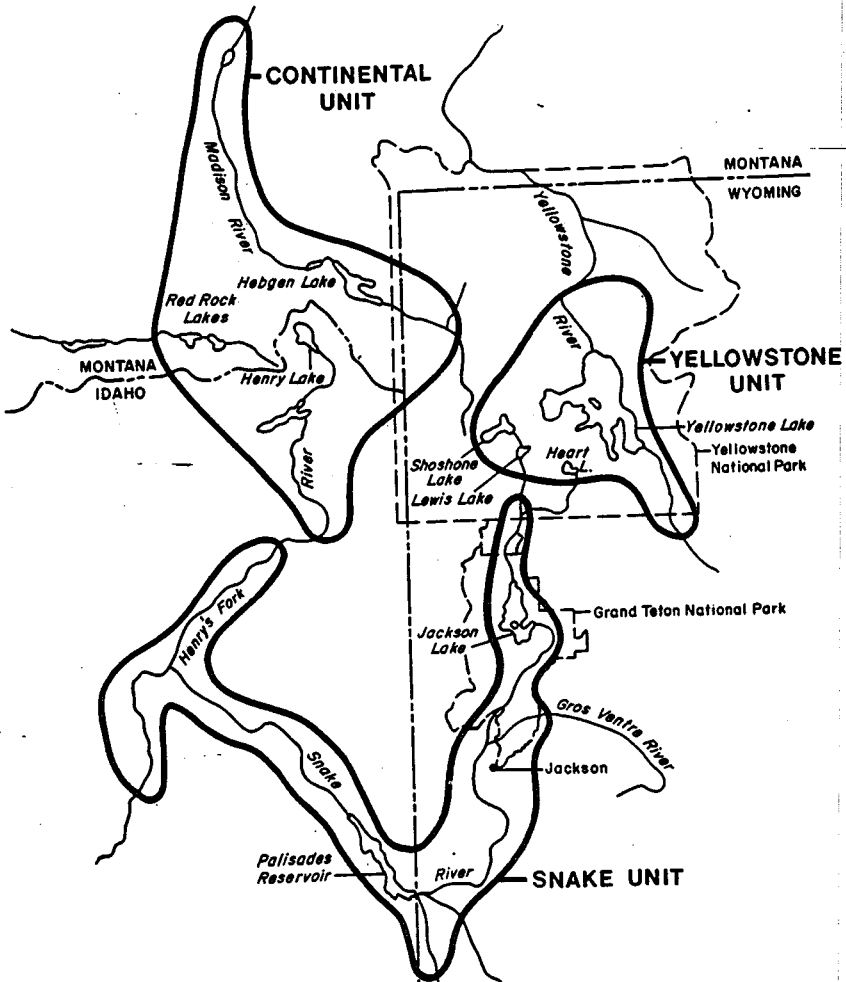 CONTINENTAL
UNIT
MONTANA
WYOMING
Madison
River
Yellowstone
River
Hebgen Lake
Red Rock
Lakes
MONTANA
IDAHO
Henry Lake
River
YELLOWSTONE
UNIT
Yellowstone Lake
Yellowstone
National Park
Shoshone
Lake
Lewis Lake
Heart
L.
Henry's Fork
Grand Teton National Park
Jackson
Lake
Gros Ventre
River
Jackson
Snake
River
Palisades
Reservoir
SNAKE UNIT